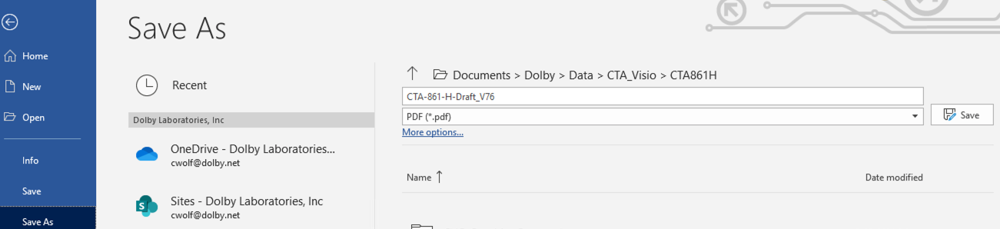 Save As
Home
New
Open
Info
Save
Save As
Recent
Dolby Laboratories, Inc
OneDrive - Dolby Laboratories...
cwolf@dolby.net
Sites - Dolby Laboratories, Inc
cwolf@dolby.net
Documents > Dolby > Data > CTA_Visio > CTA861H
CTA-861-H-Draft_V76
PDF (*.pdf)
Save
More options...
Name
Date modified